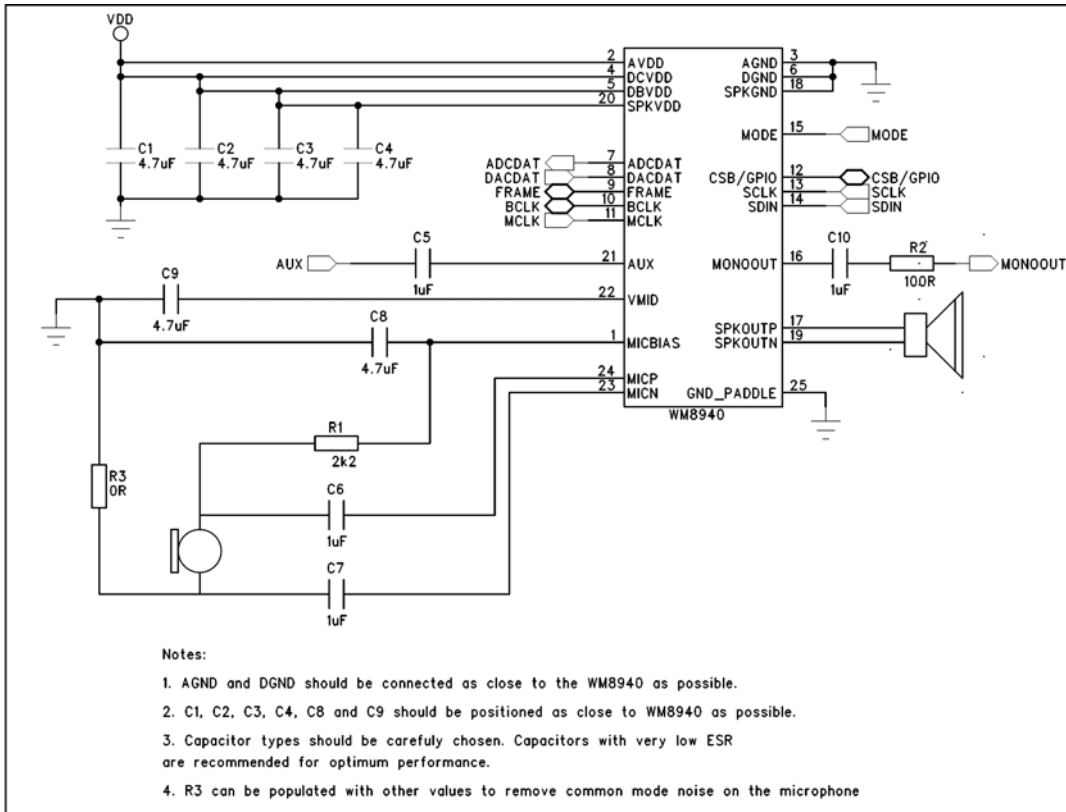 VDD
2 AVDD
4 DCVDD
5 DBVDD
20 SPKVDD
AGND 3
DGND 6
SPKGND 18
C1
4.7uF
C2
4.7uF
C3
4.7uF
C4
4.7uF
MODE 15 MODE
ADCDAT 7 ADCDAT
DACDAT 8 DACDAT
FRAME 9 FRAME
BCLK 10 BCLK
MCLK 11 MCLK
CSB/GPIO 12 CSB/GPIO
SCLK 13 SCLK
SDIN 14 SDIN
AUX
C5
1uF
21 AUX
MONOOUT 16
C10
1uF
R2
100R
MONOOUT
C9
4.7uF
22 VMID
C8
4.7uF
1 MICBIAS
SPKOUTP 17
SPKOUTN 19
24 MICP
23 MICN
GND_PADDLE 25
WM8940
R1
2k2
R3
0R
C6
1uF
C7
1uF
Notes:
1. AGND and DGND should be connected as close to the WM8940 as possible.
2. C1, C2, C3, C4, C8 and C9 should be positioned as close to WM8940 as possible.
3. Capacitor types should be carefuly chosen. Capacitors with very low ESR
are recommended for optimum performance.
4. R3 can be populated with other values to remove common mode noise on the microphone